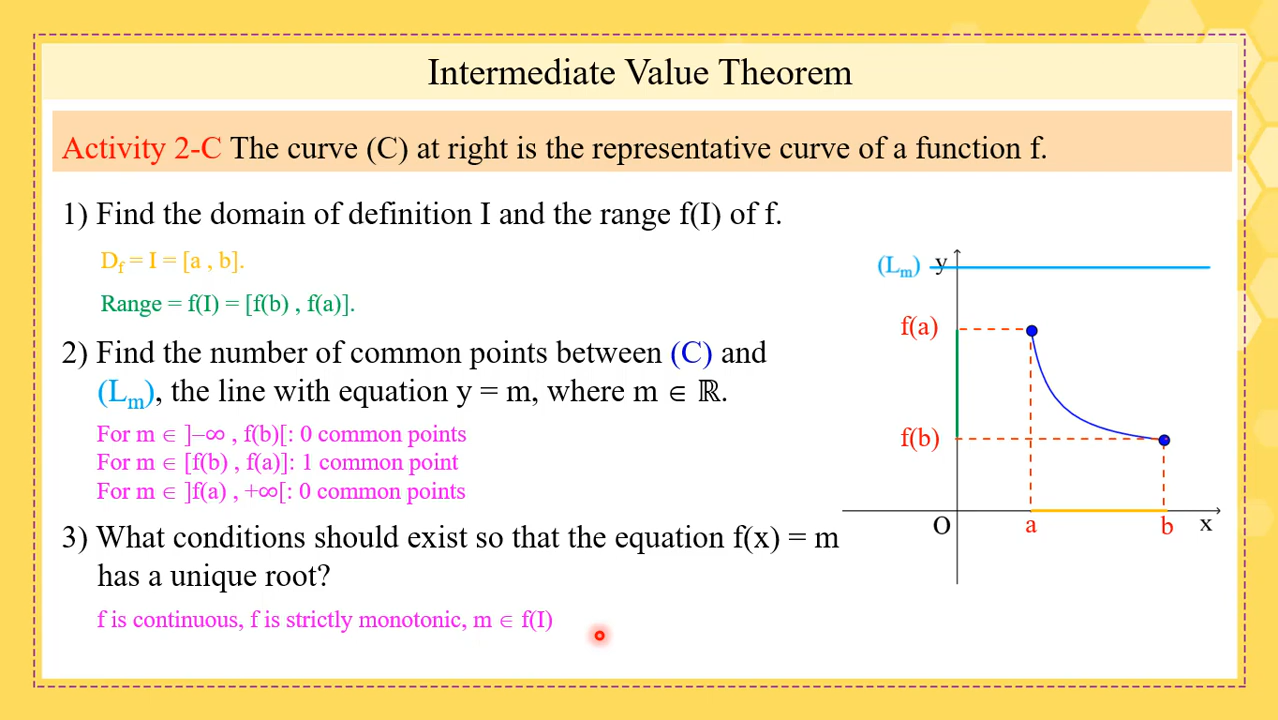 Intermediate Value Theorem
Activity 2-C The curve (C) at right is the representative curve of a function f.
1) Find the domain of definition I and the range f(I) of f.
D_f = I = [a , b].
Range = f(I) = [f(b) , f(a)].
2) Find the number of common points between (C) and
(L_m), the line with equation y = m, where m ∈ ℝ.
For m ∈ ]–∞ , f(b)[: 0 common points
For m ∈ [f(b) , f(a)]: 1 common point
For m ∈ ]f(a) , +∞[: 0 common points
3) What conditions should exist so that the equation f(x) = m
has a unique root?
f is continuous, f is strictly monotonic, m ∈ f(I)
(L_m) y
f(a)
f(b)
O a b x